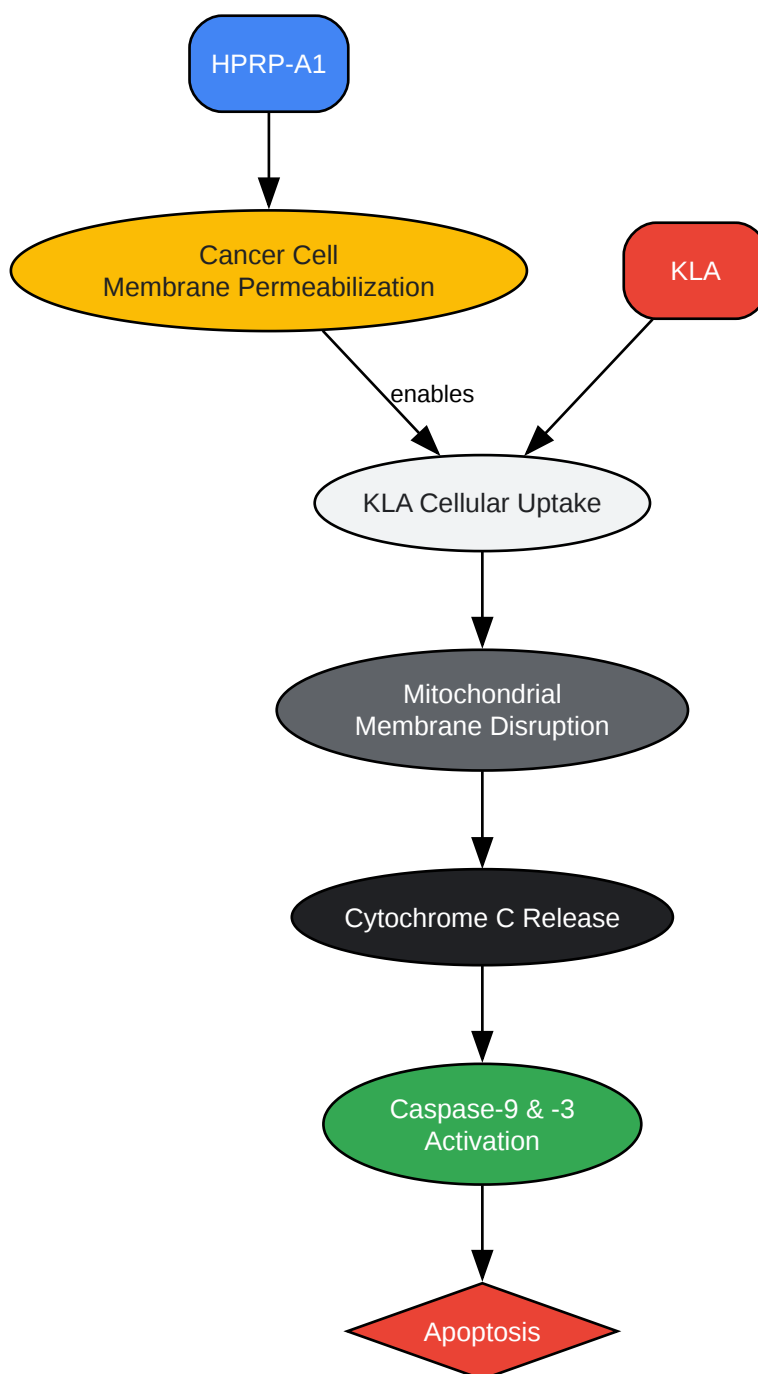 HPRP-A1
Cancer Cell
Membrane Permeabilization
KLA
enables
KLA Cellular Uptake
Mitochondrial
Membrane Disruption
Cytochrome C Release
Caspase-9 & -3
Activation
Apoptosis